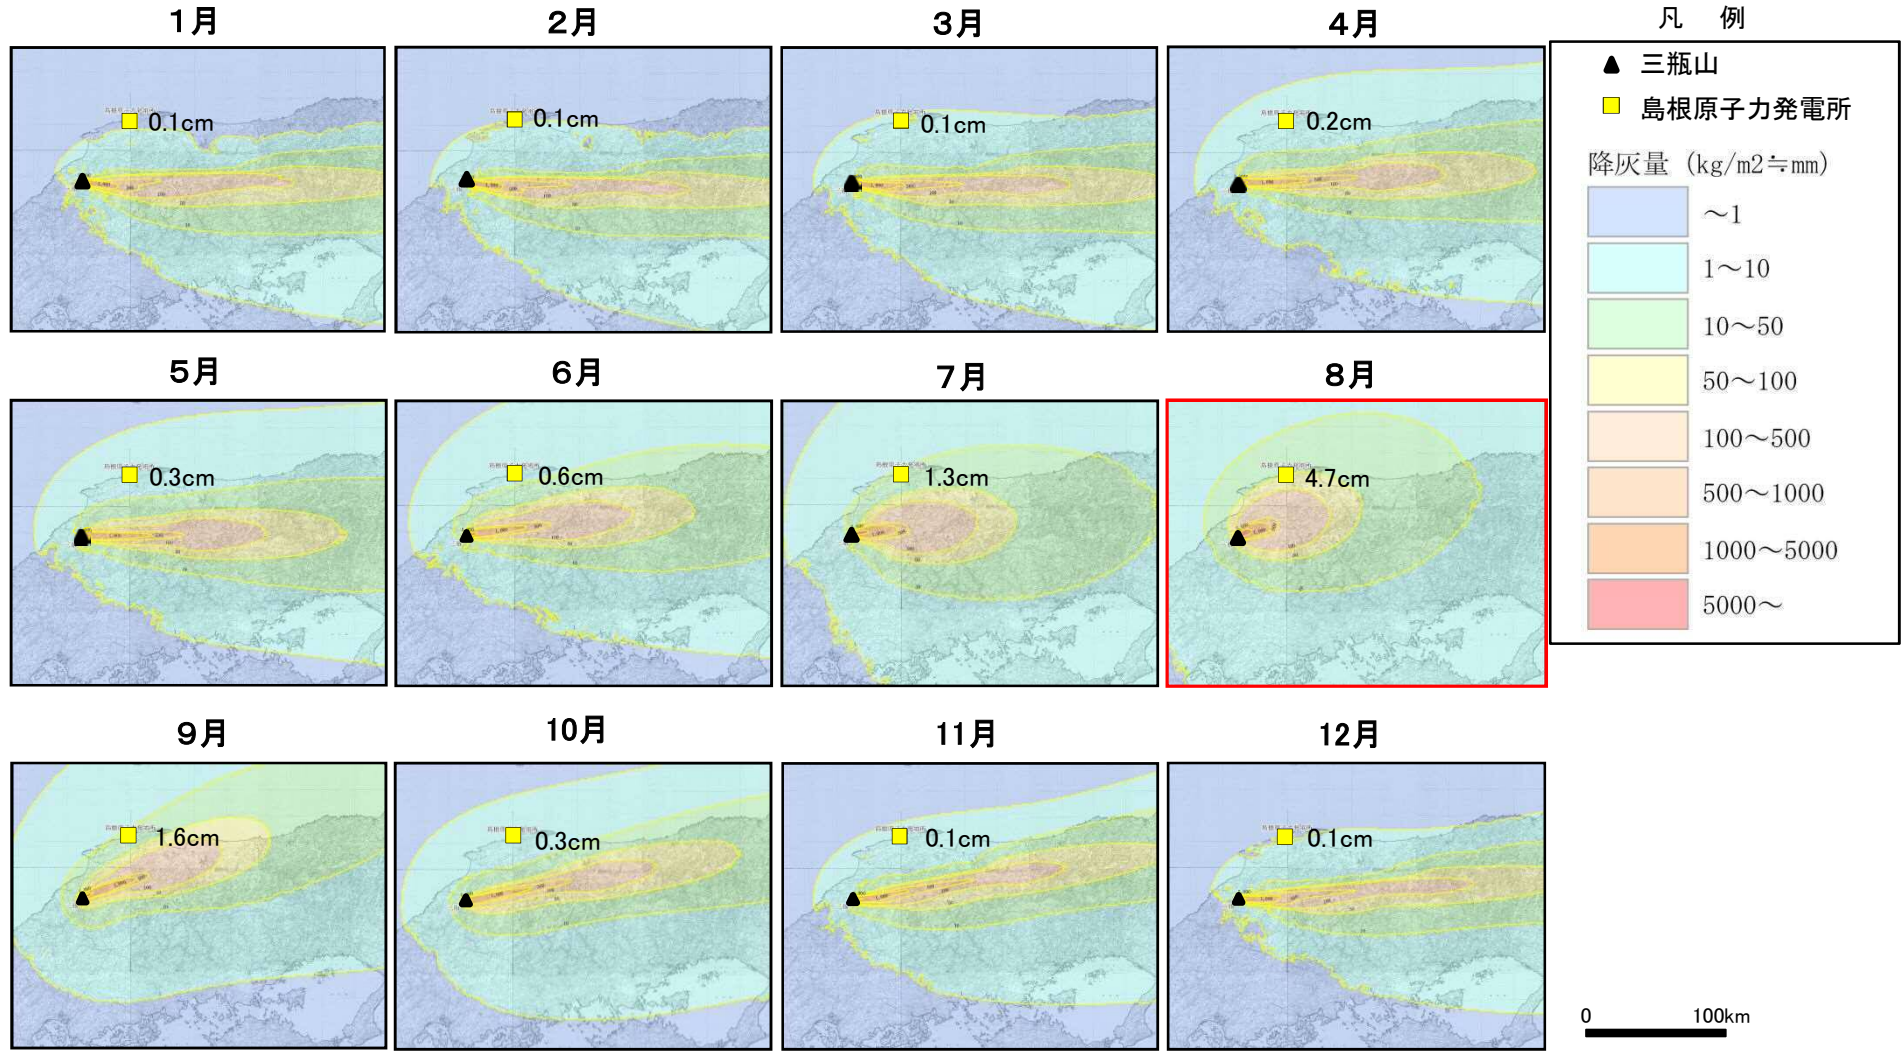 1月
2月
3月
4月
0.1cm
0.1cm
0.1cm
0.2cm
5月
6月
7月
8月
0.3cm
0.6cm
1.3cm
4.7cm
9月
10月
11月
12月
1.6cm
0.3cm
0.1cm
0.1cm
凡 例
三瓶山
島根原子力発電所
降灰量 (kg/m2≒mm)
～1
1～10
10～50
50～100
100～500
500～1000
1000～5000
5000～
0 100km